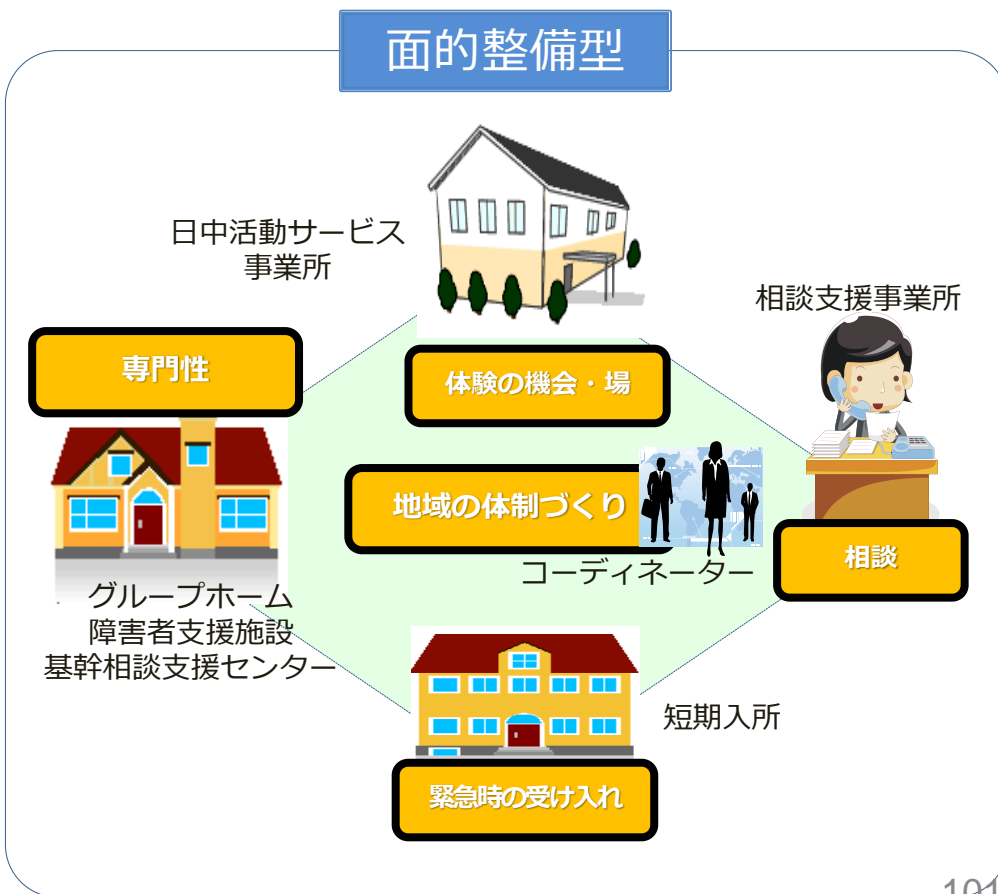 面的整備型
日中活動サービス
事業所
相談支援事業所
専門性
体験の機会・場
地域の体制づくり
コーディネーター
相談
グループホーム
障害者支援施設
基幹相談支援センター
短期入所
緊急時の受け入れ
101